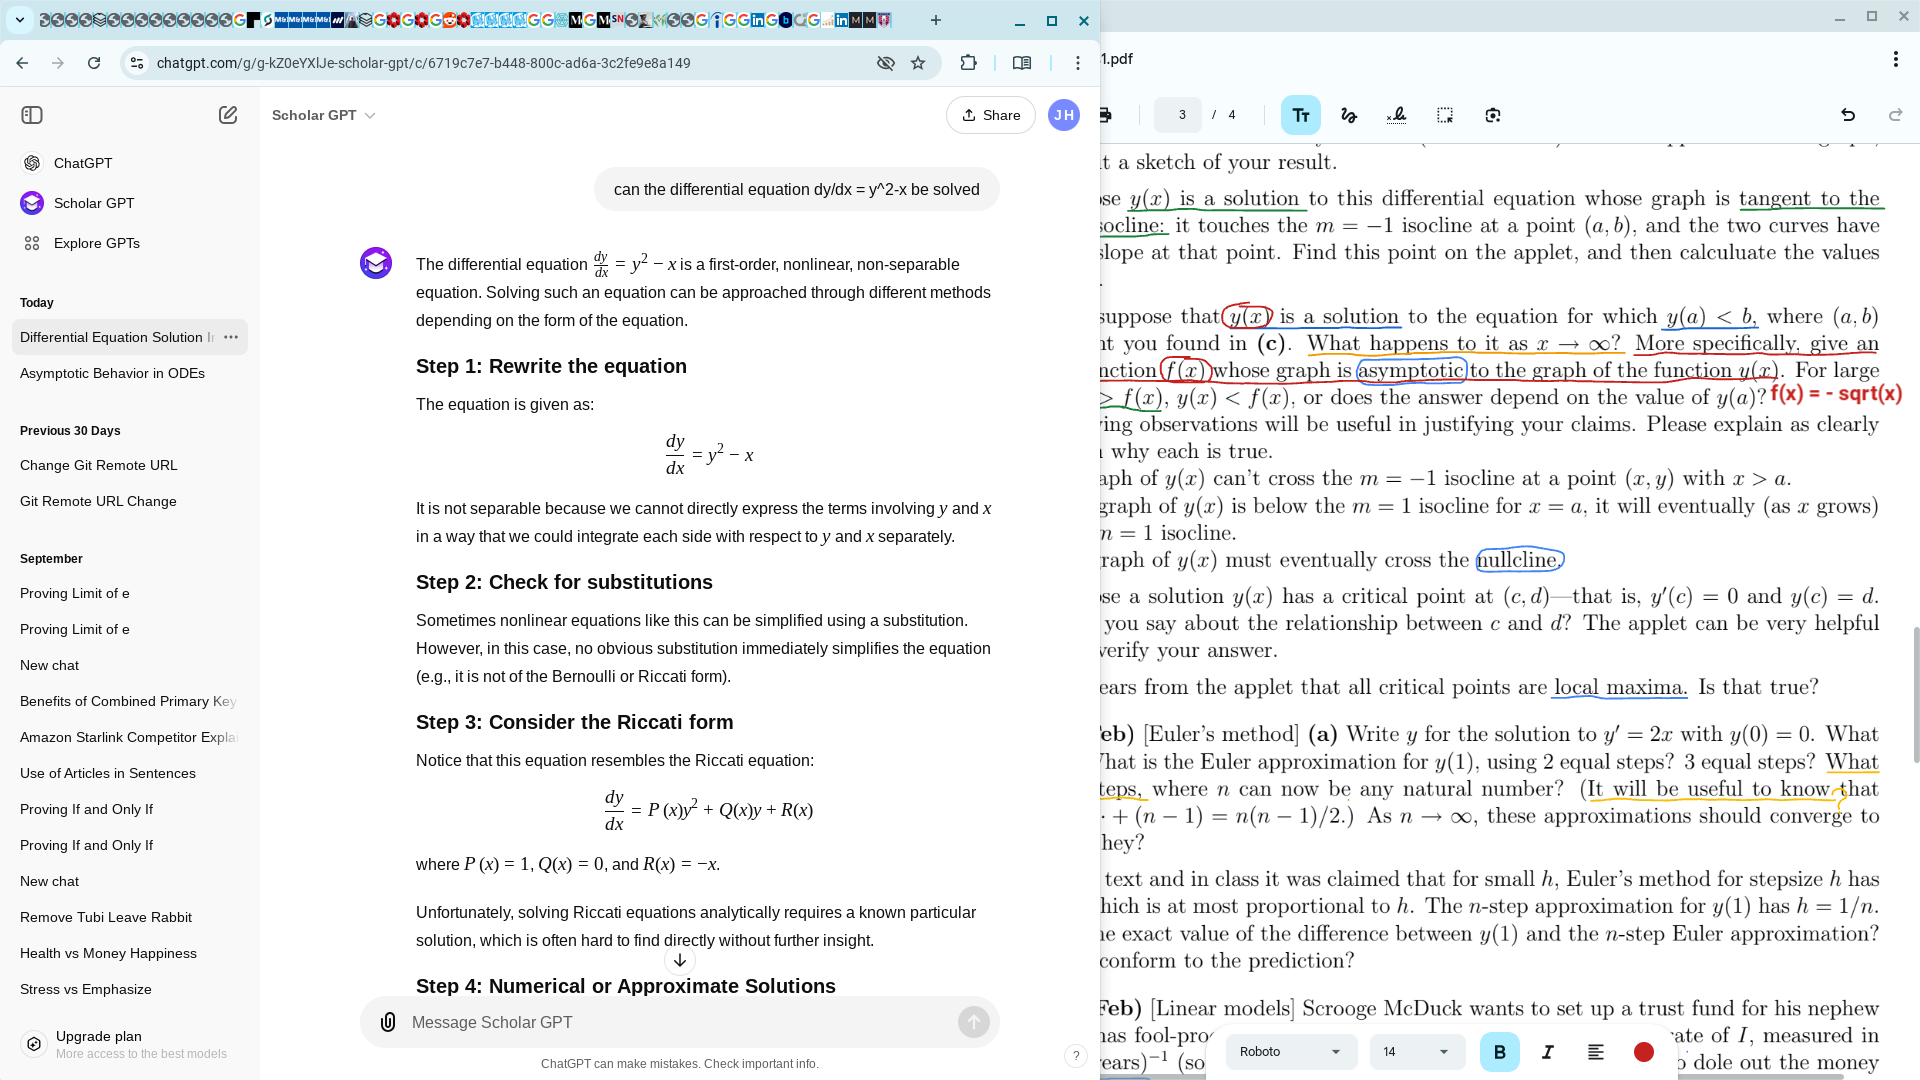 chatgpt.com/g/g-kZ0eYXlJe-scholar-gpt/c/6719c7e7-b448-800c-ad6a-3c2fe9e8a149
Scholar GPT
Share
JH
ChatGPT
Scholar GPT
Explore GPTs
Today
Differential Equation Solution In
Asymptotic Behavior in ODEs
Previous 30 Days
Change Git Remote URL
Git Remote URL Change
September
Proving Limit of e
Proving Limit of e
New chat
Benefits of Combined Primary Key
Amazon Starlink Competitor Expla
Use of Articles in Sentences
Proving If and Only If
Proving If and Only If
New chat
Remove Tubi Leave Rabbit
Health vs Money Happiness
Stress vs Emphasize
Upgrade plan
More access to the best models
can the differential equation dy/dx = y^2-x be solved
The differential equation dy/dx = y² − x is a first-order, nonlinear, non-separable
equation. Solving such an equation can be approached through different methods
depending on the form of the equation.
Step 1: Rewrite the equation
The equation is given as:
dy/dx = y² − x
It is not separable because we cannot directly express the terms involving y and x
in a way that we could integrate each side with respect to y and x separately.
Step 2: Check for substitutions
Sometimes nonlinear equations like this can be simplified using a substitution.
However, in this case, no obvious substitution immediately simplifies the equation
(e.g., it is not of the Bernoulli or Riccati form).
Step 3: Consider the Riccati form
Notice that this equation resembles the Riccati equation:
dy/dx = P(x)y² + Q(x)y + R(x)
where P(x) = 1, Q(x) = 0, and R(x) = −x.
Unfortunately, solving Riccati equations analytically requires a known particular
solution, which is often hard to find directly without further insight.
Step 4: Numerical or Approximate Solutions
Message Scholar GPT
ChatGPT can make mistakes. Check important info.
?
1.pdf
3 / 4
t a sketch of your result.
ose y(x) is a solution to this differential equation whose graph is tangent to the
socline: it touches the m = −1 isocline at a point (a, b), and the two curves have
slope at that point. Find this point on the applet, and then calculate the values
.
suppose that y(x) is a solution to the equation for which y(a) < b, where (a, b)
nt you found in (c). What happens to it as x → ∞? More specifically, give an
nction f(x) whose graph is asymptotic to the graph of the function y(x). For large
> f(x), y(x) < f(x), or does the answer depend on the value of y(a)? f(x) = - sqrt(x)
ving observations will be useful in justifying your claims. Please explain as clearly
n why each is true.
aph of y(x) can't cross the m = −1 isocline at a point (x, y) with x > a.
graph of y(x) is below the m = 1 isocline for x = a, it will eventually (as x grows)
m = 1 isocline.
raph of y(x) must eventually cross the nullcline.
ose a solution y(x) has a critical point at (c, d)—that is, y′(c) = 0 and y(c) = d.
you say about the relationship between c and d? The applet can be very helpful
verify your answer.
ears from the applet that all critical points are local maxima. Is that true?
Feb) [Euler's method] (a) Write y for the solution to y′ = 2x with y(0) = 0. What
What is the Euler approximation for y(1), using 2 equal steps? 3 equal steps? What
teps, where n can now be any natural number? (It will be useful to know that ?
· + (n − 1) = n(n − 1)/2.) As n → ∞, these approximations should converge to
hey?
text and in class it was claimed that for small h, Euler's method for stepsize h has
hich is at most proportional to h. The n-step approximation for y(1) has h = 1/n.
he exact value of the difference between y(1) and the n-step Euler approximation?
conform to the prediction?
Feb) [Linear models] Scrooge McDuck wants to set up a trust fund for his nephew
has fool-pro
ate of I, measured in
ears)⁻¹ (so
o dole out the money
Roboto
14
B
I